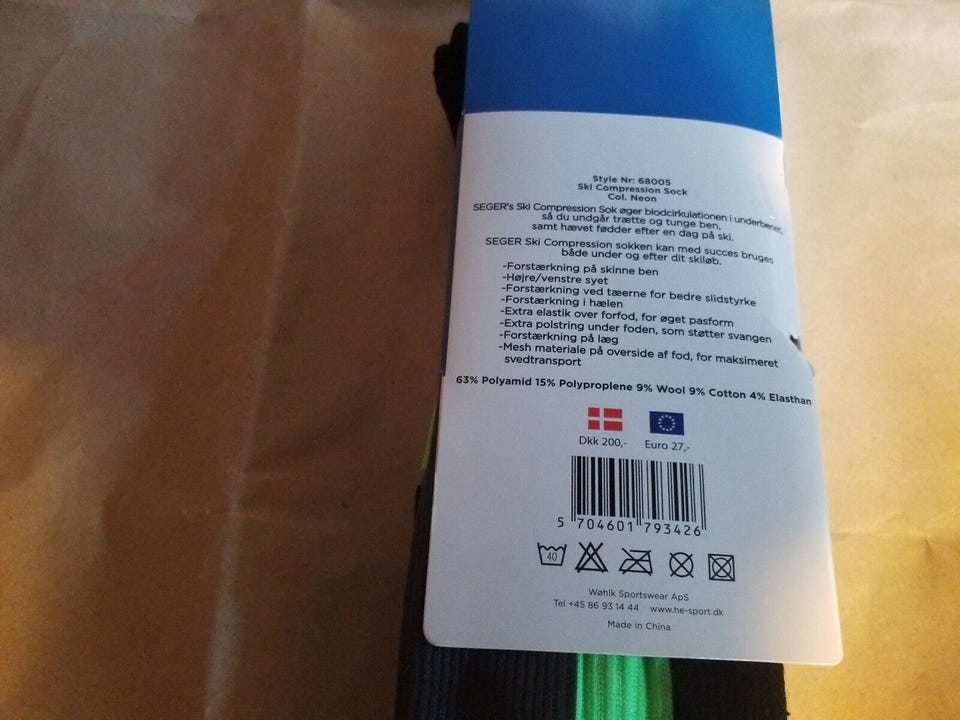 Style Nr: 68005
Ski Compression Sock
Col. Neon
SEGER's Ski Compression Sok øger blodcirkulationen i underbenet,
så du undgår trætte og tunge ben,
samt hævet fødder efter en dag på ski.
SEGER Ski Compression sokken kan med succes bruges
både under og efter dit skiløb.
-Forstærkning på skinne ben
-Højre/venstre syet
-Forstærkning ved tæerne for bedre slidstyrke
-Forstærkning i hælen
-Extra elastik over forfod, for øget pasform
-Extra polstring under foden, som støtter svangen
-Forstærkning på læg
-Mesh materiale på overside af fod, for maksimeret
svedtransport
63% Polyamid 15% Polyproplene 9% Wool 9% Cotton 4% Elasthan
Dkk 200,- Euro 27,-
5 704601 793426
40
Wøhlk Sportswear ApS
Tel +45 86 93 14 44 www.he-sport.dk
Made in China